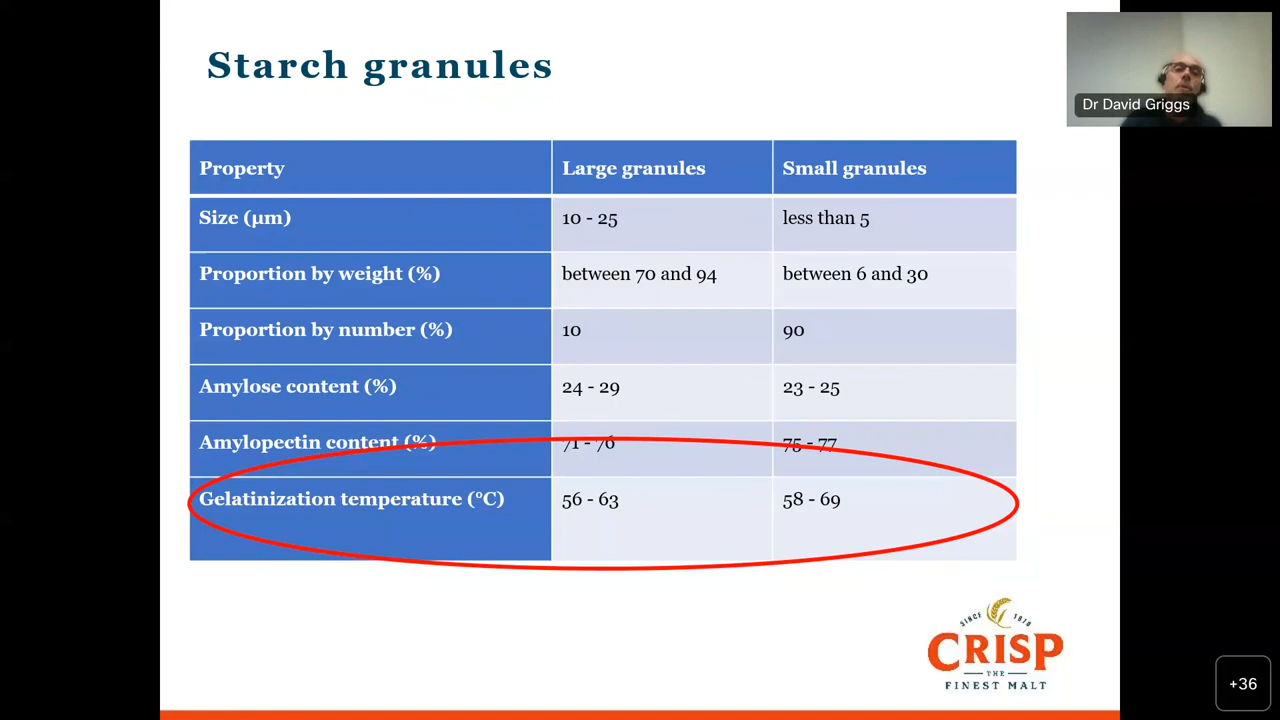 Starch granules
Dr David Griggs
Property Large granules Small granules
Size (µm) 10 - 25 less than 5
Proportion by weight (%) between 70 and 94 between 6 and 30
Proportion by number (%) 10 90
Amylose content (%) 24 - 29 23 - 25
Amylopectin content (%) 71 - 76 75 - 77
Gelatinization temperature (°C) 56 - 63 58 - 69
SINCE 1870
CRISP
THE
FINEST MALT
+36